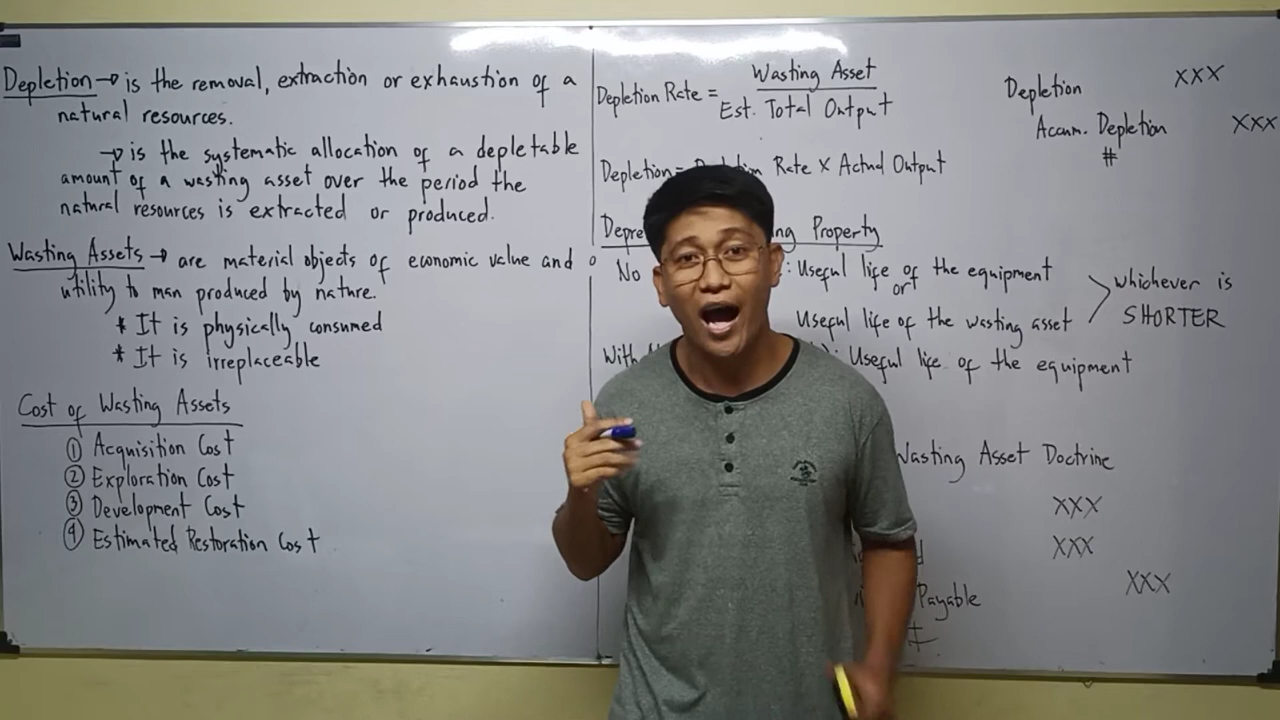 Depletion → is the removal, extraction or exhaustion of a
natural resources.
→ is the systematic allocation of a depletable
amount of a wasting asset over the period the
natural resources is extracted or produced.
Wasting Assets → are material objects of economic value and
utility to man produced by nature.
* It is physically consumed
* It is irreplaceable
Cost of Wasting Assets
① Acquisition Cost
② Exploration Cost
③ Development Cost
④ Estimated Restoration Cost
Depletion Rate = Wasting Asset
Est. Total Output
Depletion = Rate X Actual Output
Property
No : Useful life of the equipment
or
Useful life of the wasting asset
whichever is
SHORTER
With : Useful life of the equipment
Wasting Asset Doctrine
XXX
XXX
Payable XXX
Depletion XXX
Accum. Depletion XXX
#